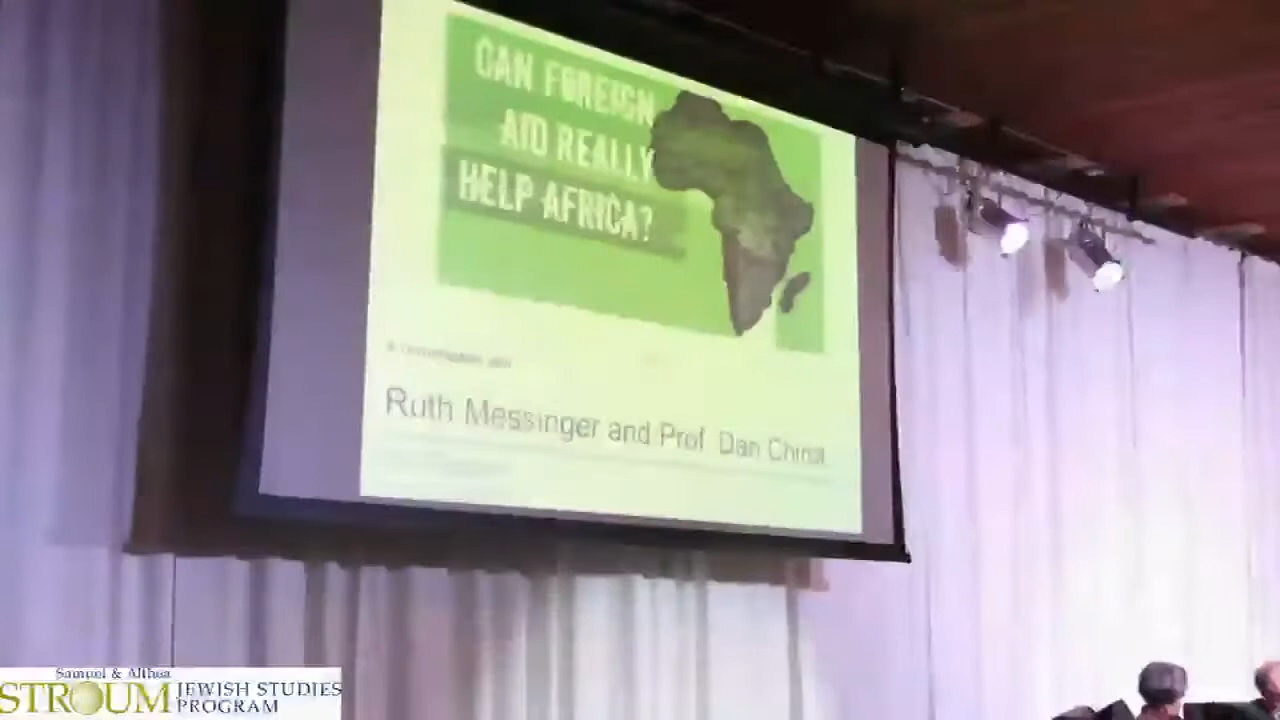 CAN FOREIGN
AID REALLY
HELP AFRICA?
Ruth Messinger and Prof Dan Chirot
Samuel & Althea
STROUM JEWISH STUDIES
PROGRAM